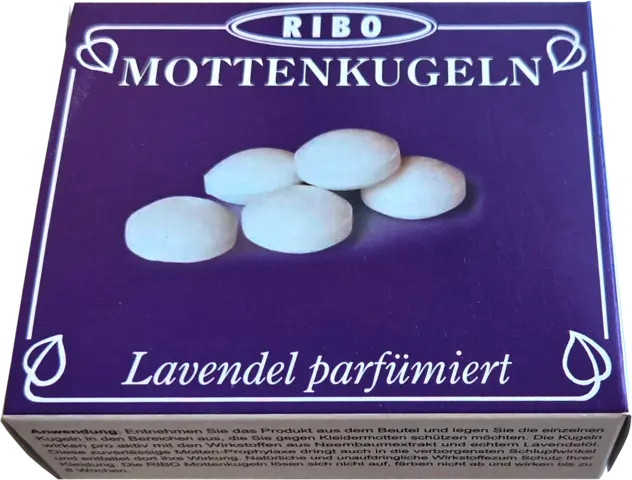 RIBO
MOTTENKUGELN
Lavendel parfümiert
Anwendung: Entnehmen Sie das Produkt aus dem Beutel und legen Sie die einzelnen
Kugeln in den Bereichen aus, die Sie gegen Kleidermotten schützen möchten. Die Kugeln
wirken pro aktiv mit den Wirkstoffen aus Neembaumextrakt und echtem Lavendelöl.
Diese zuverlässige Motten-Prophylaxe dringt auch in die verborgensten Schlupfwinkel
und entfaltet dort ihre Wirkung. Natürliche und unaufdringliche Wirkstoffe zum Schutz Ihrer
Kleidung. Die RIBO Mottenkugeln lösen sich nicht auf, färben nicht ab und wirken bis zu
8 Wochen.